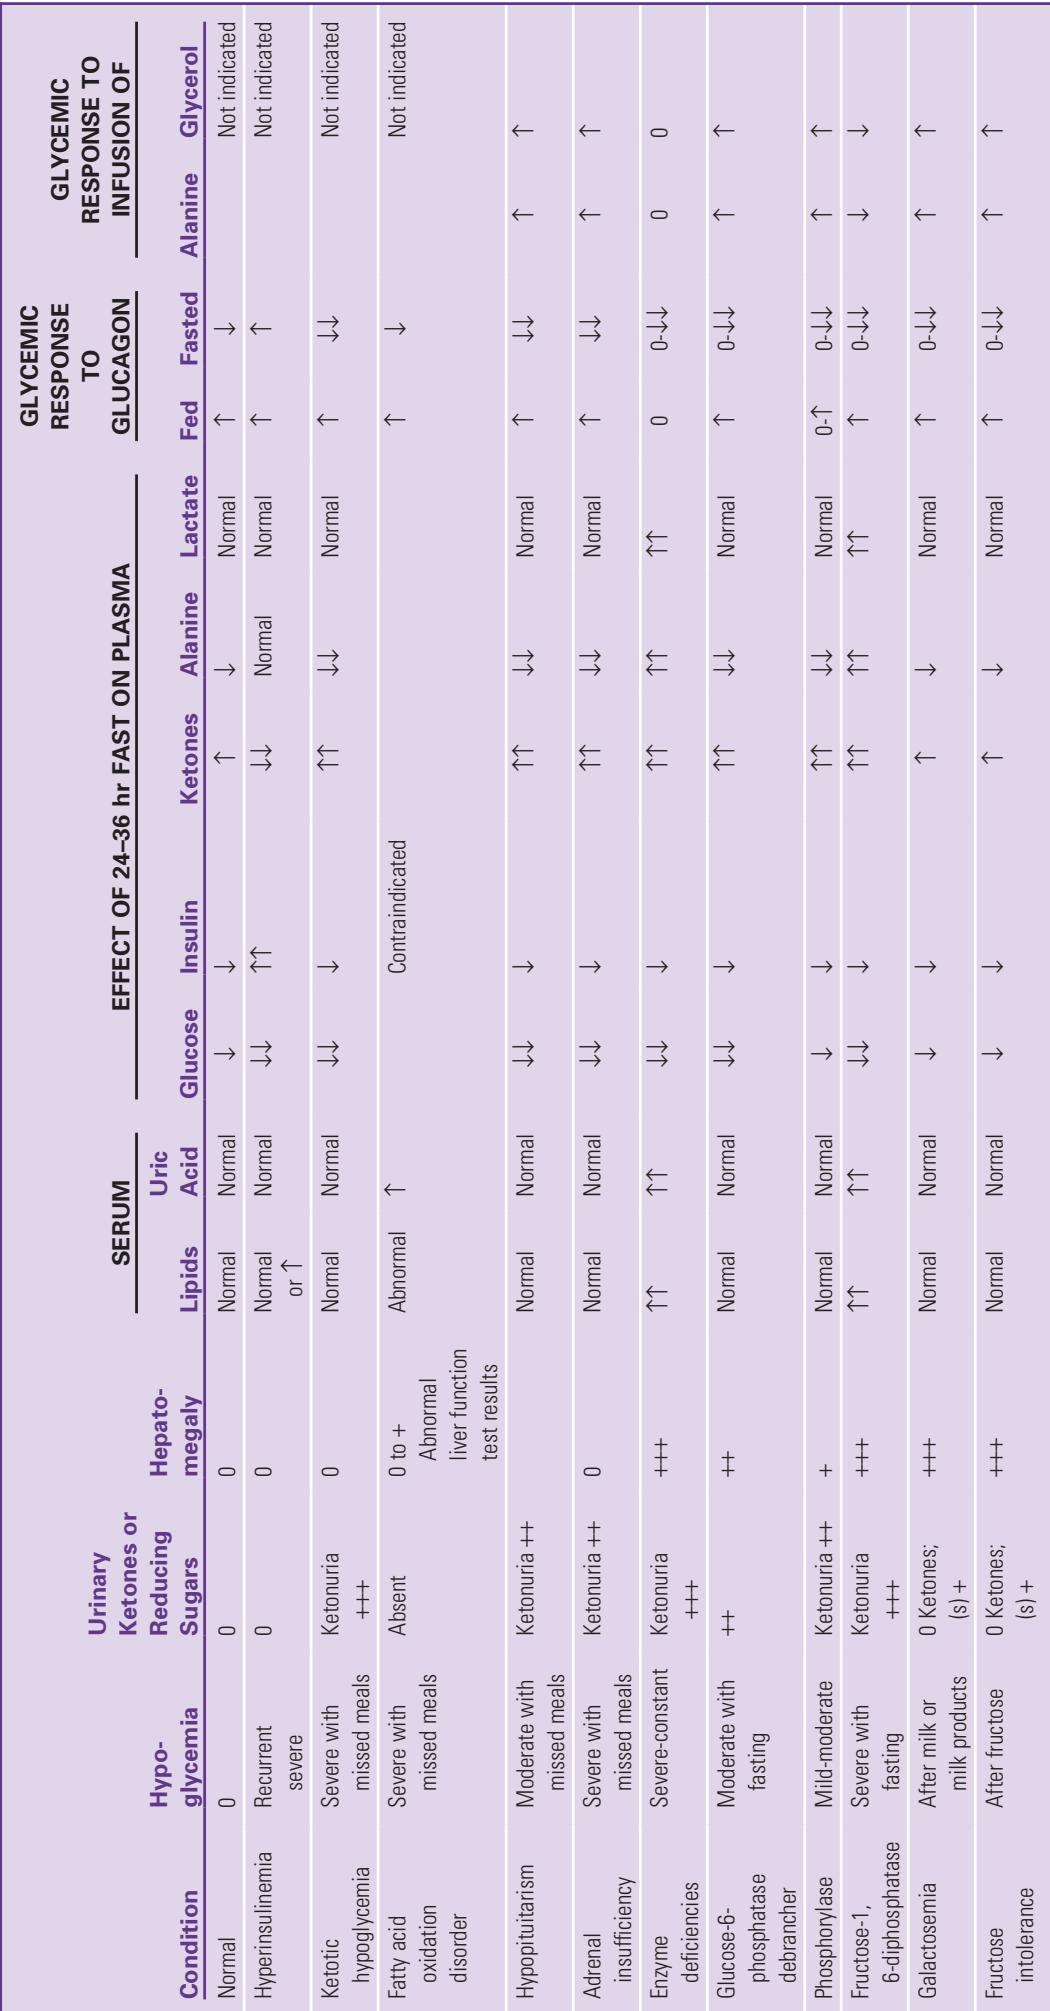 GLYCEMIC
GLYCEMIC RESPONSE RESPONSE TO
SERUM EFFECT OF 24–36 hr FAST ON PLASMA TO GLUCAGON INFUSION OF
Urinary
Ketones or
Hypo- Reducing Hepato- Uric
Condition glycemia Sugars megaly Lipids Acid Glucose Insulin Ketones Alanine Lactate Fed Fasted Alanine Glycerol
Normal 0 0 0 Normal Normal ↓ ↓ ↑ ↓ Normal ↑ ↓ Not indicated
Hyperinsulinemia Recurrent 0 0 Normal Normal ↓↓ ↑↑ ↓↓ Normal Normal ↑ ↑ Not indicated
severe or ↑
Ketotic Severe with Ketonuria 0 Normal Normal ↓↓ ↓ ↑↑ ↓↓ Normal ↑ ↓↓ Not indicated
hypoglycemia missed meals +++
Fatty acid Severe with Absent 0 to + Abnormal ↑ Contraindicated ↑ ↓ Not indicated
oxidation missed meals Abnormal
disorder liver function
test results
Hypopituitarism Moderate with Ketonuria ++ Normal Normal ↓↓ ↓ ↑↑ ↓↓ Normal ↑ ↓↓ ↑ ↑
missed meals
Adrenal Severe with Ketonuria ++ 0 Normal Normal ↓↓ ↓ ↑↑ ↓↓ Normal ↑ ↓↓ ↑ ↑
insufficiency missed meals
Enzyme Severe-constant Ketonuria +++ ↑↑ ↑↑ ↓↓ ↓ ↑↑ ↑↑ ↑↑ 0 0-↓↓ 0 0
deficiencies +++
Glucose-6- Moderate with ++ ++ Normal Normal ↓↓ ↓ ↑↑ ↓↓ Normal ↑ 0-↓↓ ↑ ↑
phosphatase fasting
debrancher
Phosphorylase Mild-moderate Ketonuria ++ + Normal Normal ↓ ↓ ↑↑ ↓↓ Normal 0-↑ 0-↓↓ ↑ ↑
Fructose-1, Severe with Ketonuria +++ ↑↑ ↑↑ ↓↓ ↓ ↑↑ ↑↑ ↑↑ ↑ 0-↓↓ ↓ ↓
6-diphosphatase fasting +++
Galactosemia After milk or 0 Ketones; +++ Normal Normal ↓ ↓ ↑ ↓ Normal ↑ 0-↓↓ ↑ ↑
milk products (s) +
Fructose After fructose 0 Ketones; +++ Normal Normal ↓ ↓ ↑ ↓ Normal ↑ 0-↓↓ ↑ ↑
intolerance (s) +